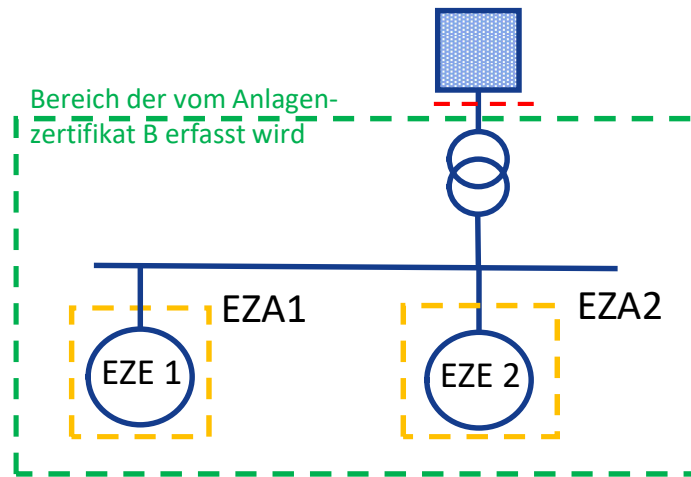 Bereich der vom Anlagen-
zertifikat B erfasst wird
EZA1
EZA2
EZE 1
EZE 2